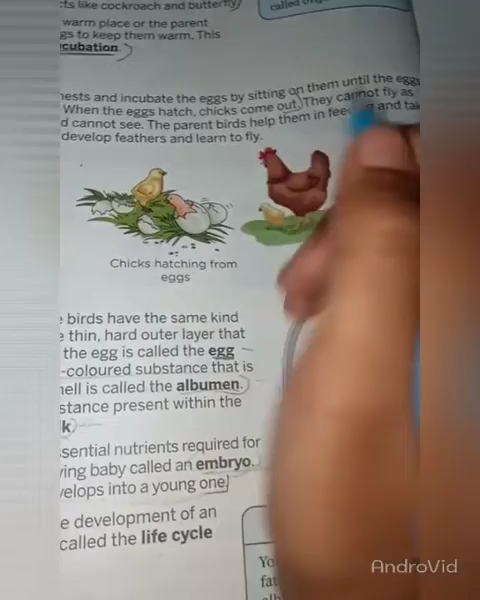 cts like cockroach and butterfly)
called
warm place or the parent
gs to keep them warm. This
cubation.
nests and incubate the eggs by sitting on them until the eggs
When the eggs hatch, chicks come out. They cannot fly as
d cannot see. The parent birds help them in and tak
develop feathers and learn to fly.
Chicks hatching from
eggs
birds have the same kind
e thin, hard outer layer that
the egg is called the egg
-coloured substance that is
hell is called the albumen.
stance present within the
k
sential nutrients required for
ving baby called an embryo.
velops into a young one
e development of an
called the life cycle
Yo
fat
AndroVid